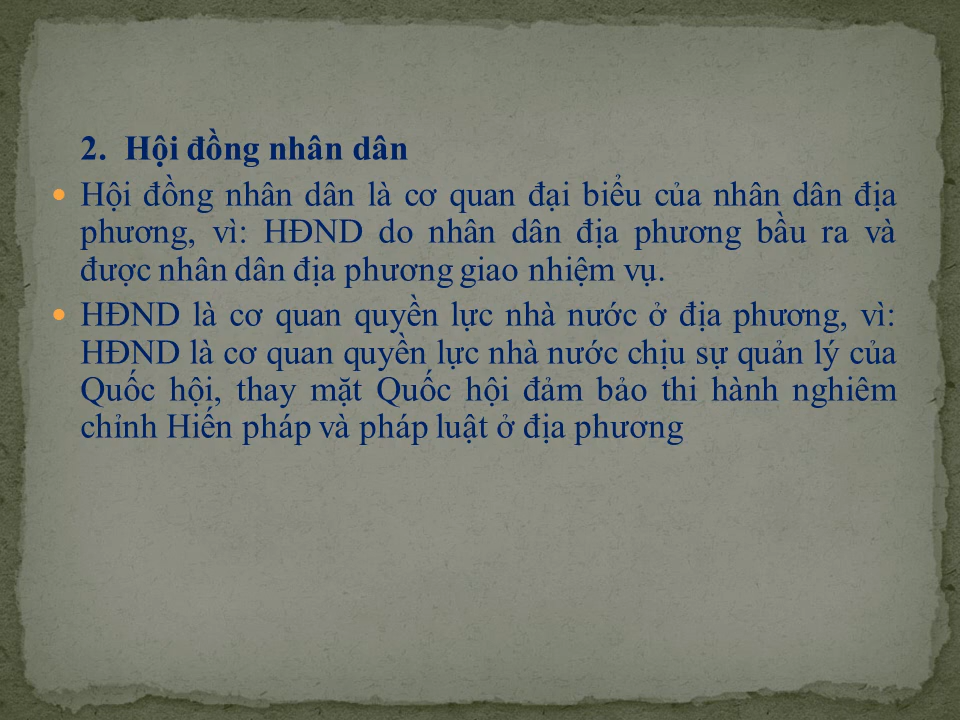 2. Hội đồng nhân dân
• Hội đồng nhân dân là cơ quan đại biểu của nhân dân địa
phương, vì: HĐND do nhân dân địa phương bầu ra và
được nhân dân địa phương giao nhiệm vụ.
• HĐND là cơ quan quyền lực nhà nước ở địa phương, vì:
HĐND là cơ quan quyền lực nhà nước chịu sự quản lý của
Quốc hội, thay mặt Quốc hội đảm bảo thi hành nghiêm
chỉnh Hiến pháp và pháp luật ở địa phương